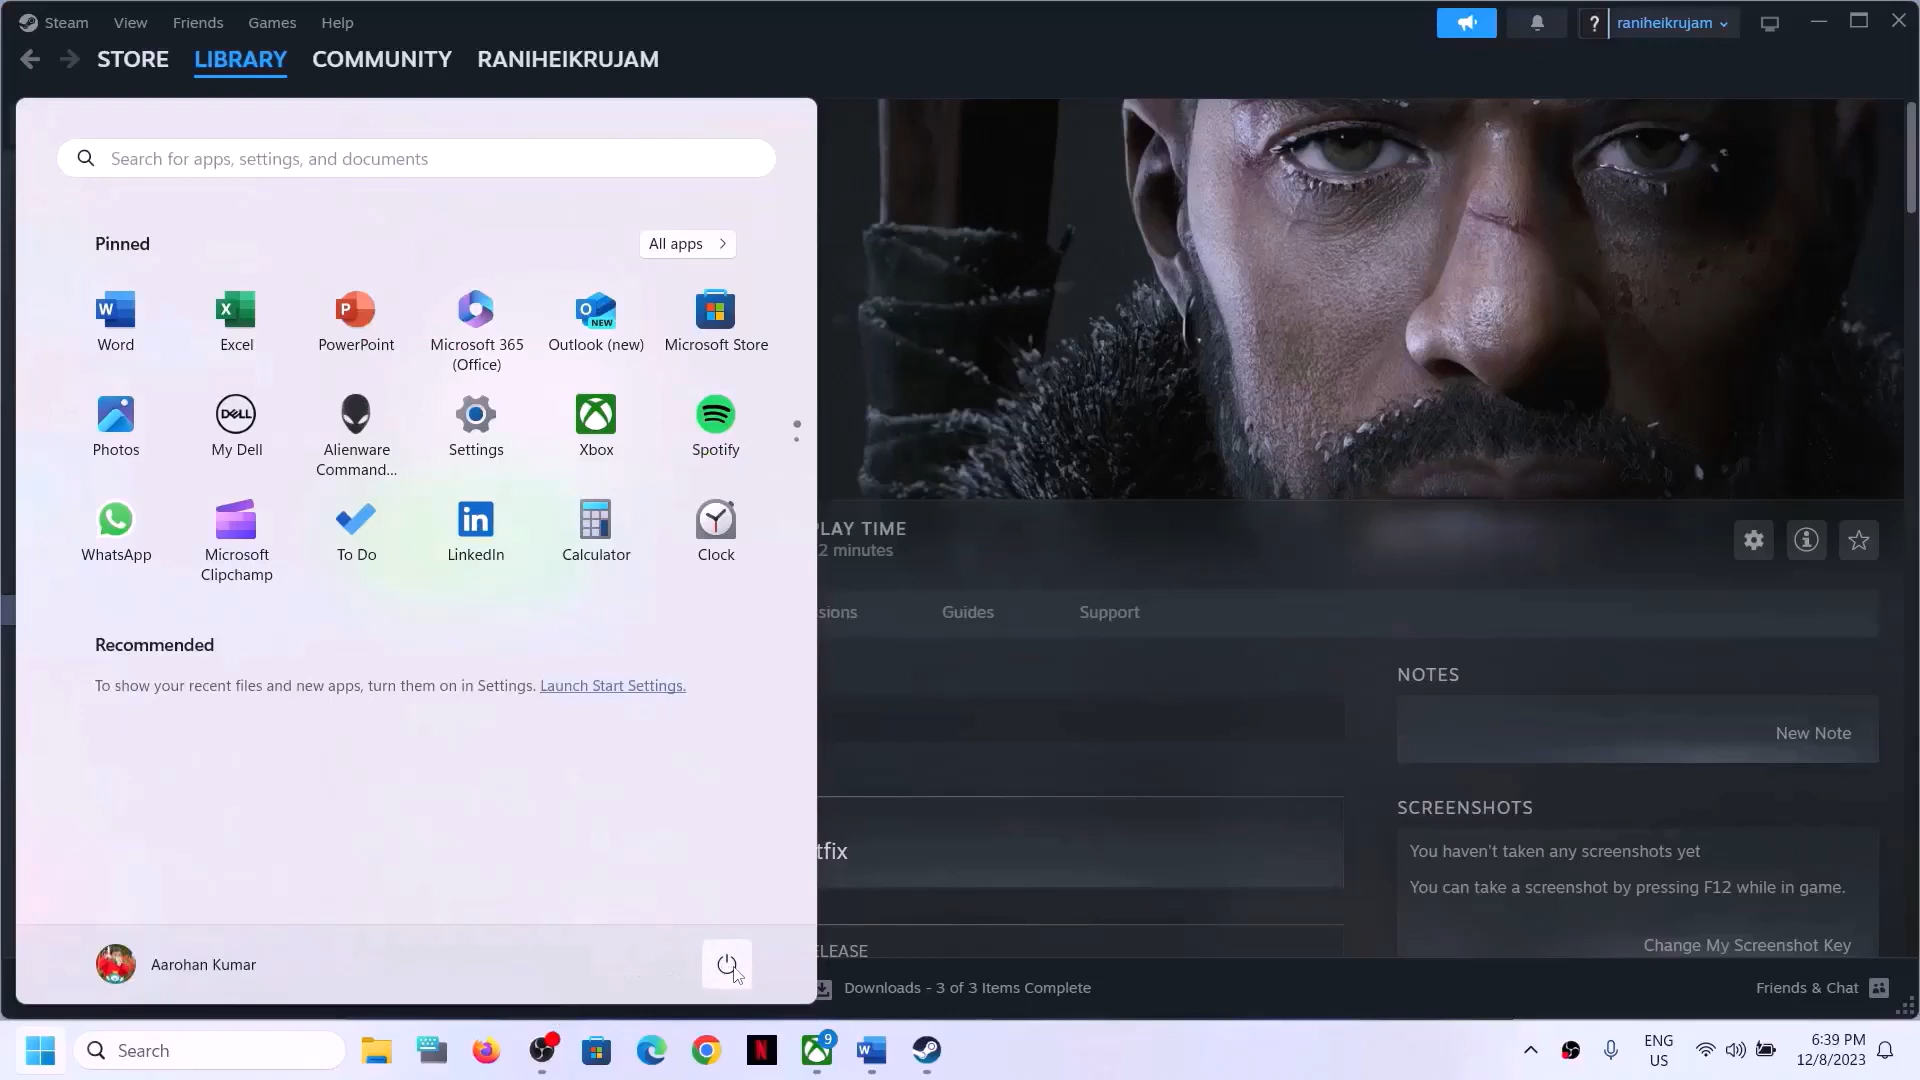 Steam View Friends Games Help
? raniheikrujam
STORE LIBRARY COMMUNITY RANIHEIKRUJAM
Search for apps, settings, and documents
Pinned
All apps
Word Excel PowerPoint Microsoft 365 (Office) Outlook (new) Microsoft Store
Photos My Dell Alienware Command... Settings Xbox Spotify
WhatsApp Microsoft Clipchamp To Do LinkedIn Calculator Clock
Recommended
To show your recent files and new apps, turn them on in Settings. Launch Start Settings.
Aarohan Kumar
PLAY TIME
2 minutes
sions Guides Support
NOTES
New Note
SCREENSHOTS
You haven't taken any screenshots yet
You can take a screenshot by pressing F12 while in game.
Change My Screenshot Key
tfix
ELEASE
Downloads - 3 of 3 Items Complete
Friends & Chat
Search
9
ENG
US
6:39 PM
12/8/2023